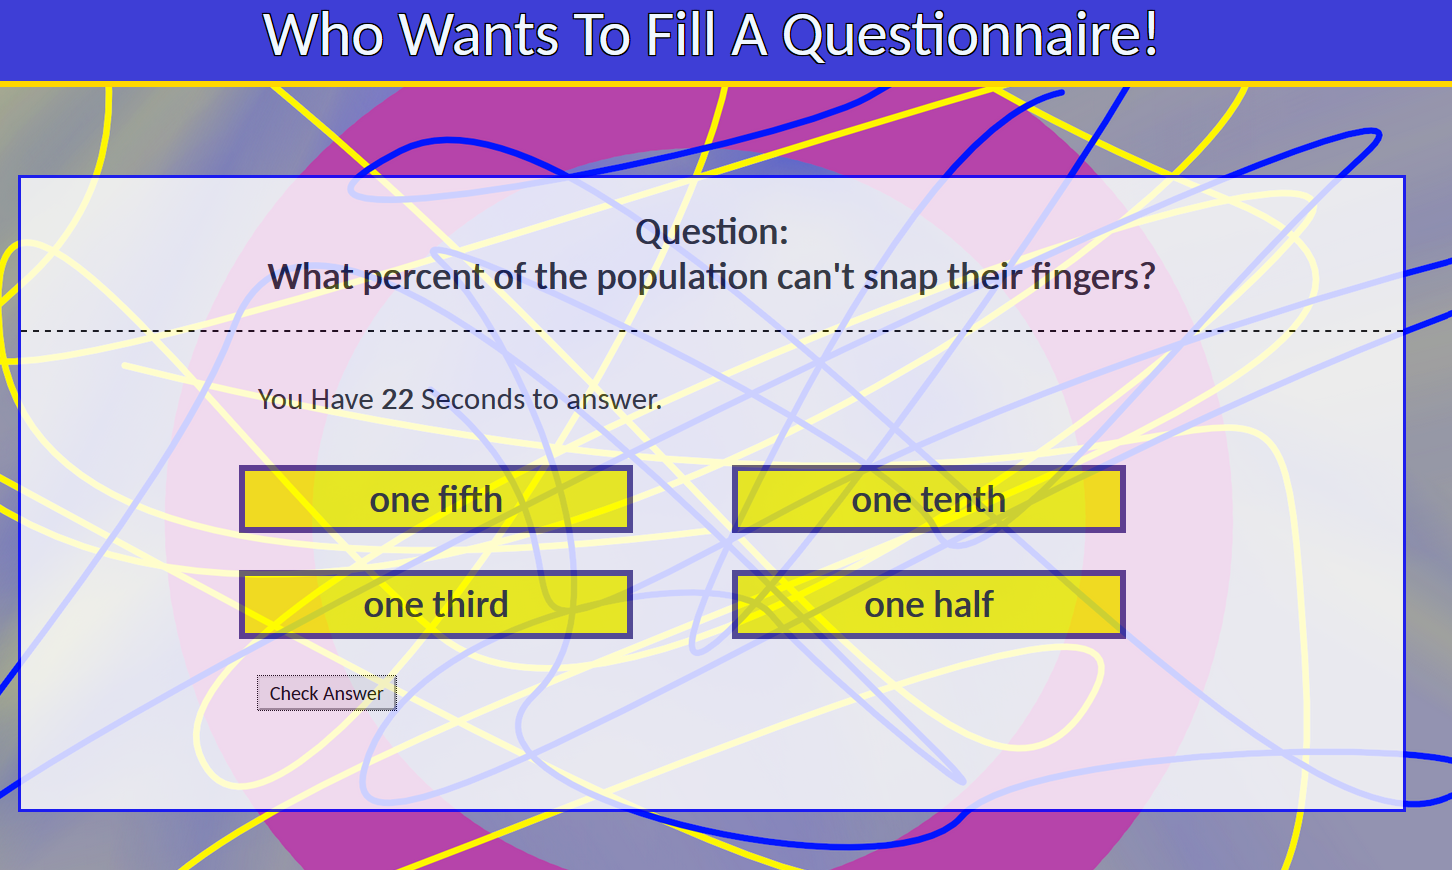 Who Wants To Fill A Questionnaire!
Question:
What percent of the population can't snap their fingers?
You Have 22 Seconds to answer.
one fifth
one tenth
one third
one half
Check Answer